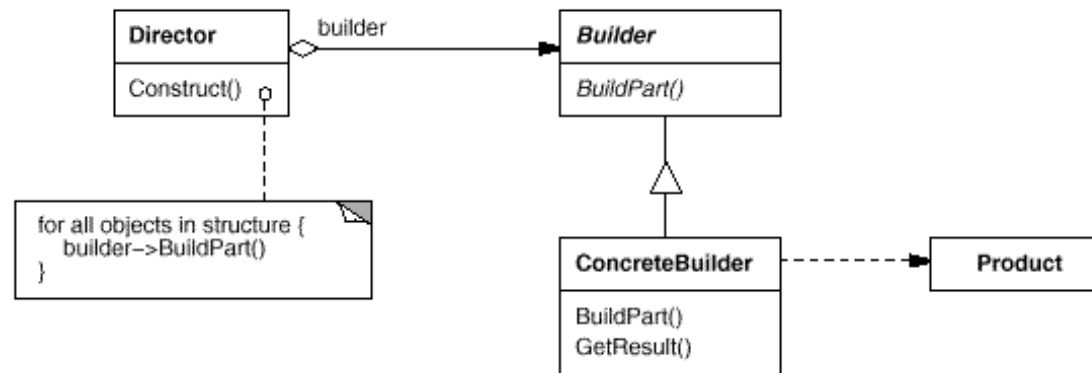 Director
builder
Builder
Construct()
BuildPart()
for all objects in structure {
builder–>BuildPart()
}
ConcreteBuilder
Product
BuildPart()
GetResult()